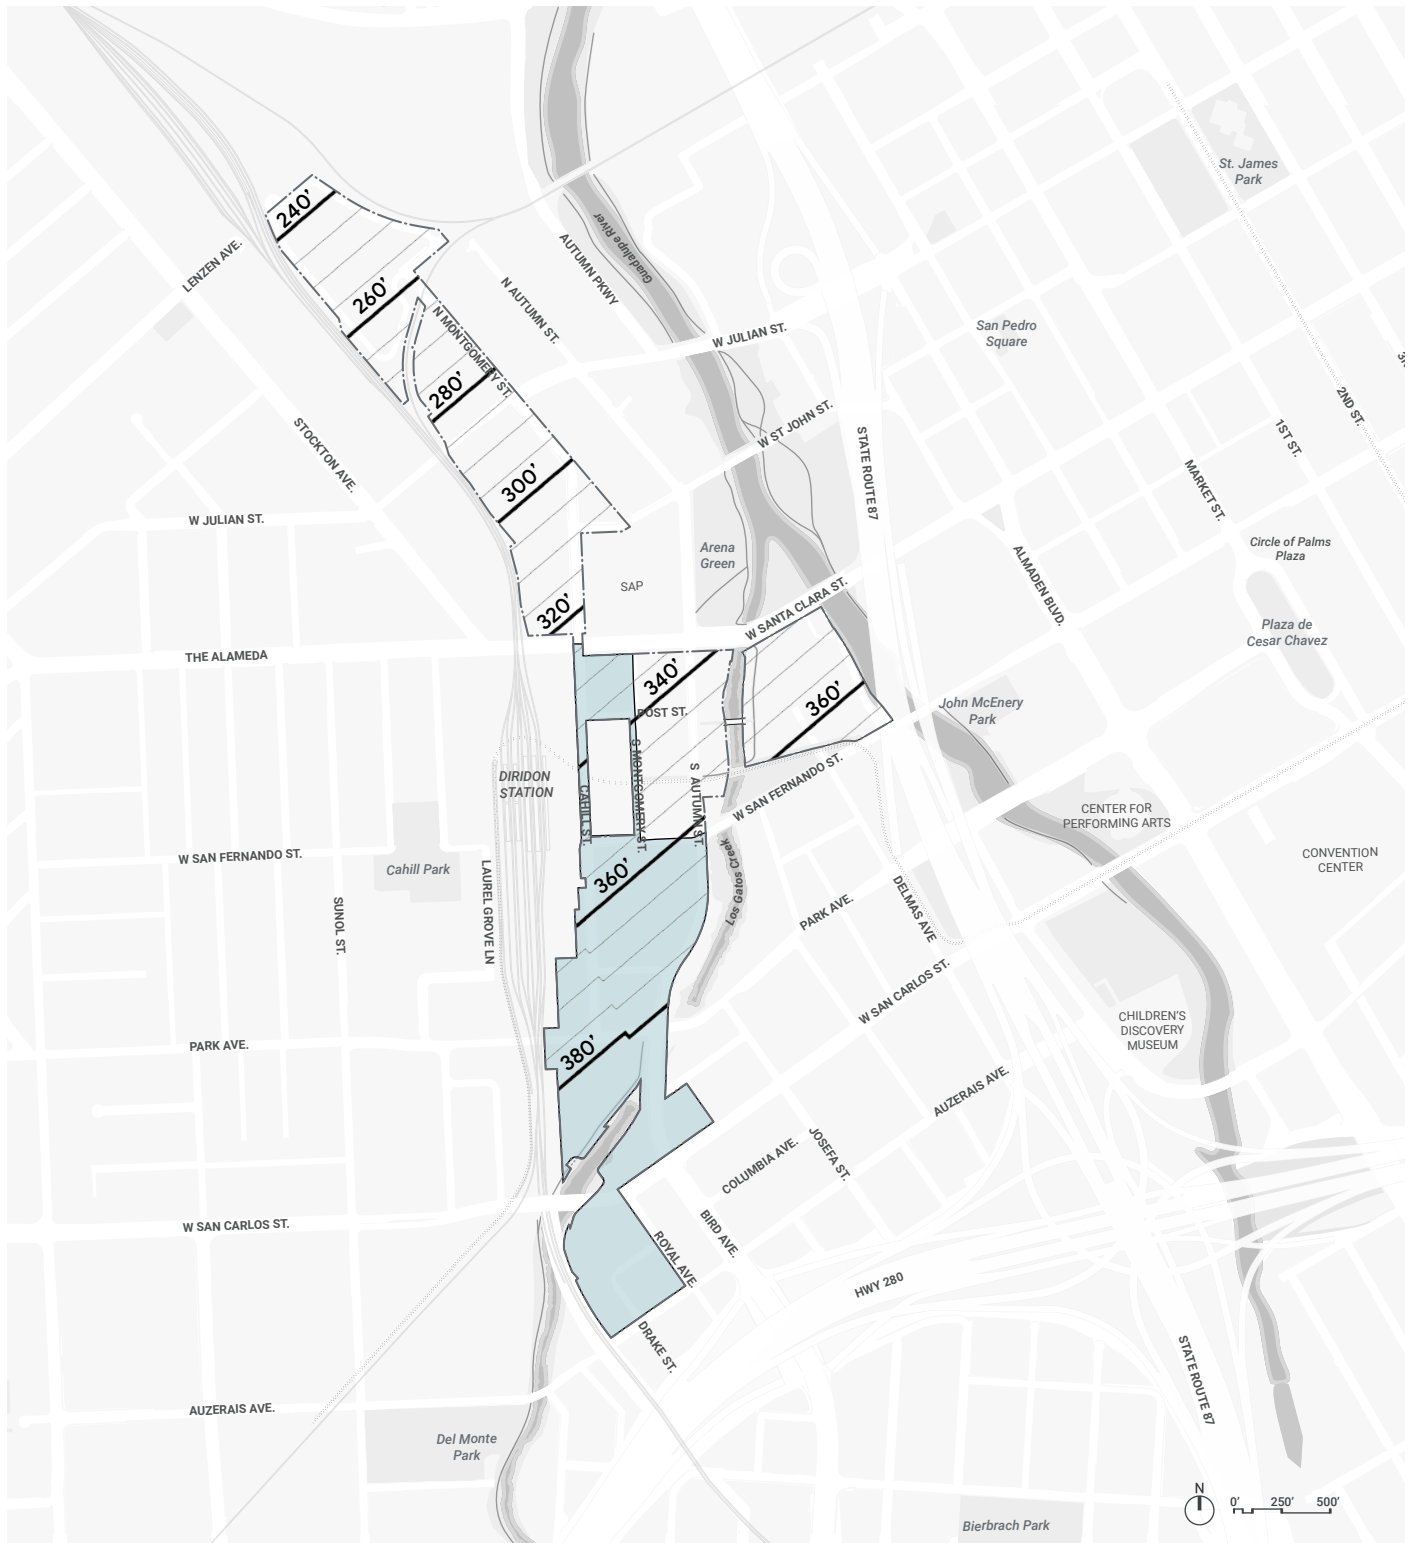 St. James
Park
240'
LENZEN AVE.
Guadalupe River
AUTUMN PKWY
N AUTUMN ST.
260'
N MONTGOMERY ST.
W JULIAN ST.
San Pedro
Square
280'
2ND ST.
W ST JOHN ST.
1ST ST.
STOCKTON AVE.
STATE ROUTE 87
MARKET ST.
300'
W JULIAN ST.
Arena
Green
Circle of Palms
Plaza
ALMADEN BLVD.
SAP
320'
W SANTA CLARA ST.
Plaza de
Cesar Chavez
THE ALAMEDA
340'
360'
POST ST.
John McEnery
Park
S MONTGOMERY ST.
S AUTUMN ST.
DIRIDON
STATION
CAHILL ST.
W SAN FERNANDO ST.
CENTER FOR
PERFORMING ARTS
CONVENTION
CENTER
W SAN FERNANDO ST.
Cahill Park
360'
Los Gatos Creek
LAUREL GROVE LN
SUNOL ST.
PARK AVE.
DELMAS AVE
W SAN CARLOS ST.
CHILDREN'S
DISCOVERY
MUSEUM
PARK AVE.
380'
AUZERAIS AVE.
COLUMBIA AVE.
JOSEFA ST.
W SAN CARLOS ST.
BIRD AVE.
ROYAL AVE.
HWY 280
DRAKE ST.
STATE ROUTE 87
AUZERAIS AVE.
Del Monte
Park
N
0' 250' 500'
Bierbrach Park